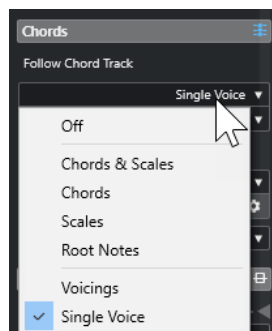 Chords
Follow Chord Track
Single Voice
Off
Chords & Scales
Chords
Scales
Root Notes
Voicings
Single Voice